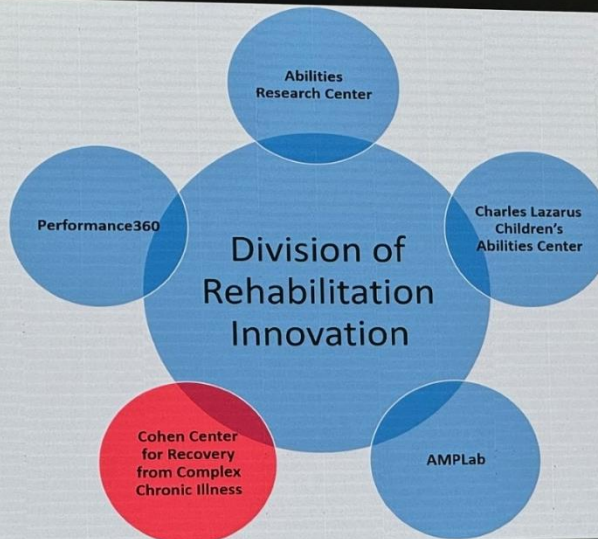 Abilities
Research Center
Performance360
Charles Lazarus
Children's
Abilities Center
Division of
Rehabilitation
Innovation
Cohen Center
for Recovery
from Complex
Chronic Illness
AMPLab